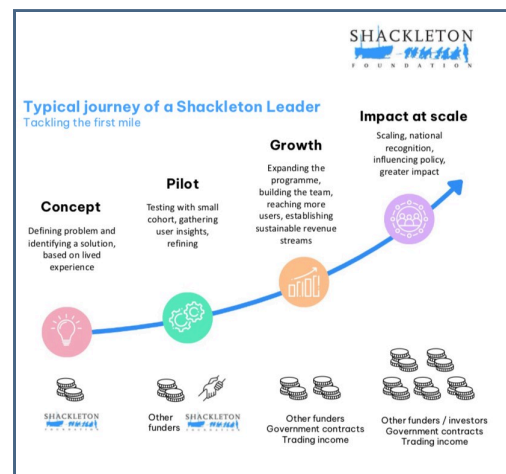 SHACKLETON
FOUNDATION
Typical journey of a Shackleton Leader
Tackling the first mile
Concept
Defining problem and
identifying a solution,
based on lived
experience
Pilot
Testing with small
cohort, gathering
user insights,
refining
Growth
Expanding the
programme,
building the team,
reaching more
users, establishing
sustainable revenue
streams
Impact at scale
Scaling, national
recognition,
influencing policy,
greater impact
SHACKLETON
FOUNDATION
Other
funders
SHACKLETON
FOUNDATION
Other funders
Government contracts
Trading income
Other funders / investors
Government contracts
Trading income